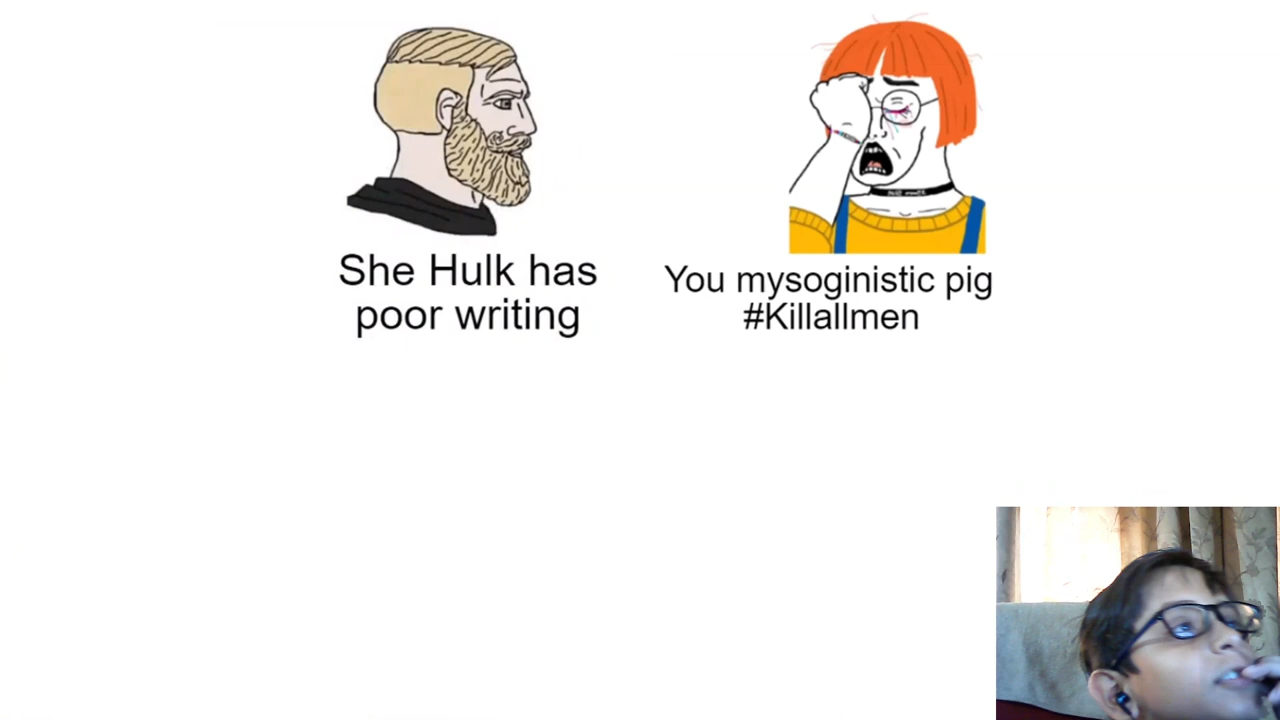 She Hulk has
poor writing
You mysoginistic pig
#Killallmen